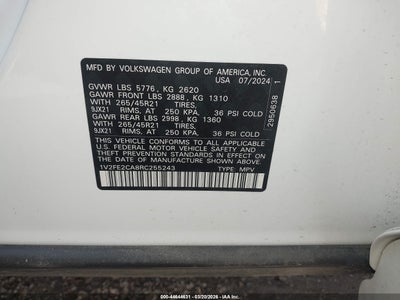 MFD. BY VOLKSWAGEN GROUP OF AMERICA, INC.
USA 07/2024
GVWR LBS 5776, KG 2620
GAWR FRONT LBS 2888, KG 1310
WITH 265/45R21 TIRES,
9JX21 RIMS, AT 250 KPA, 36 PSI COLD
GAWR REAR LBS 2998, KG 1360
WITH 265/45R21 TIRES,
9JX21 RIMS, AT 250 KPA, 36 PSI COLD
THIS VEHICLE CONFORMS TO ALL APPLICABLE
U.S. FEDERAL MOTOR VEHICLE SAFETY AND
THEFT PREVENTION STANDARDS IN EFFECT ON
THE DATE OF MANUFACTURE SHOWN ABOVE.
1V2FE2CA8RC255243 TYPE: MPV
2950638 1
000-44644631 - 03/20/2026 - IAA Inc.